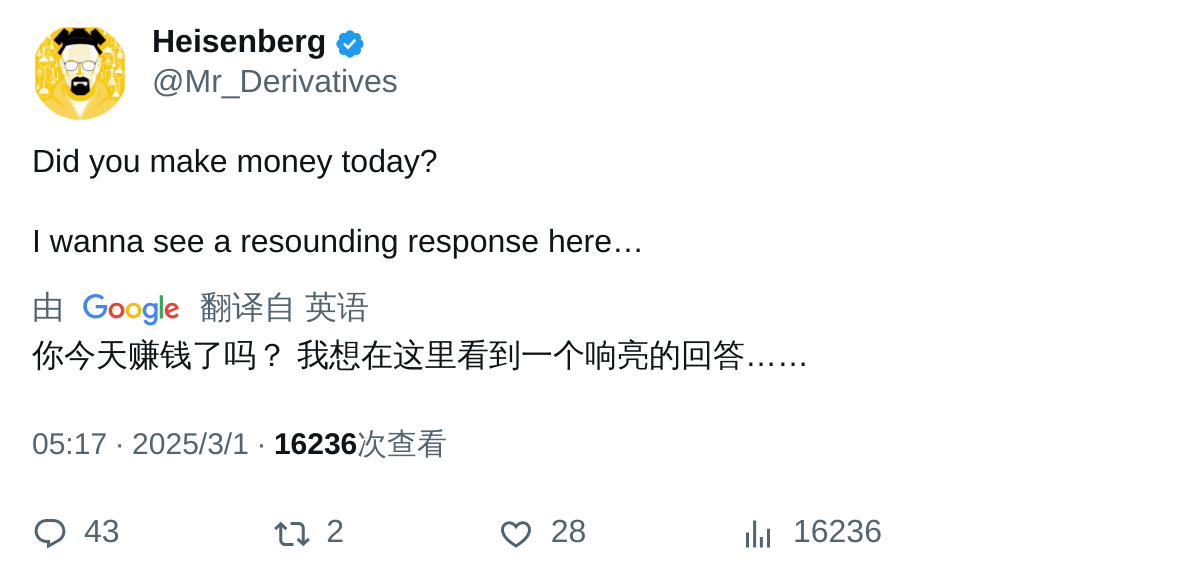 Heisenberg
@Mr_Derivatives
Did you make money today?
I wanna see a resounding response here…
由 Google 翻译自 英语
你今天赚钱了吗？ 我想在这里看到一个响亮的回答……
05:17 · 2025/3/1 · 16236次查看
43 2 28 16236